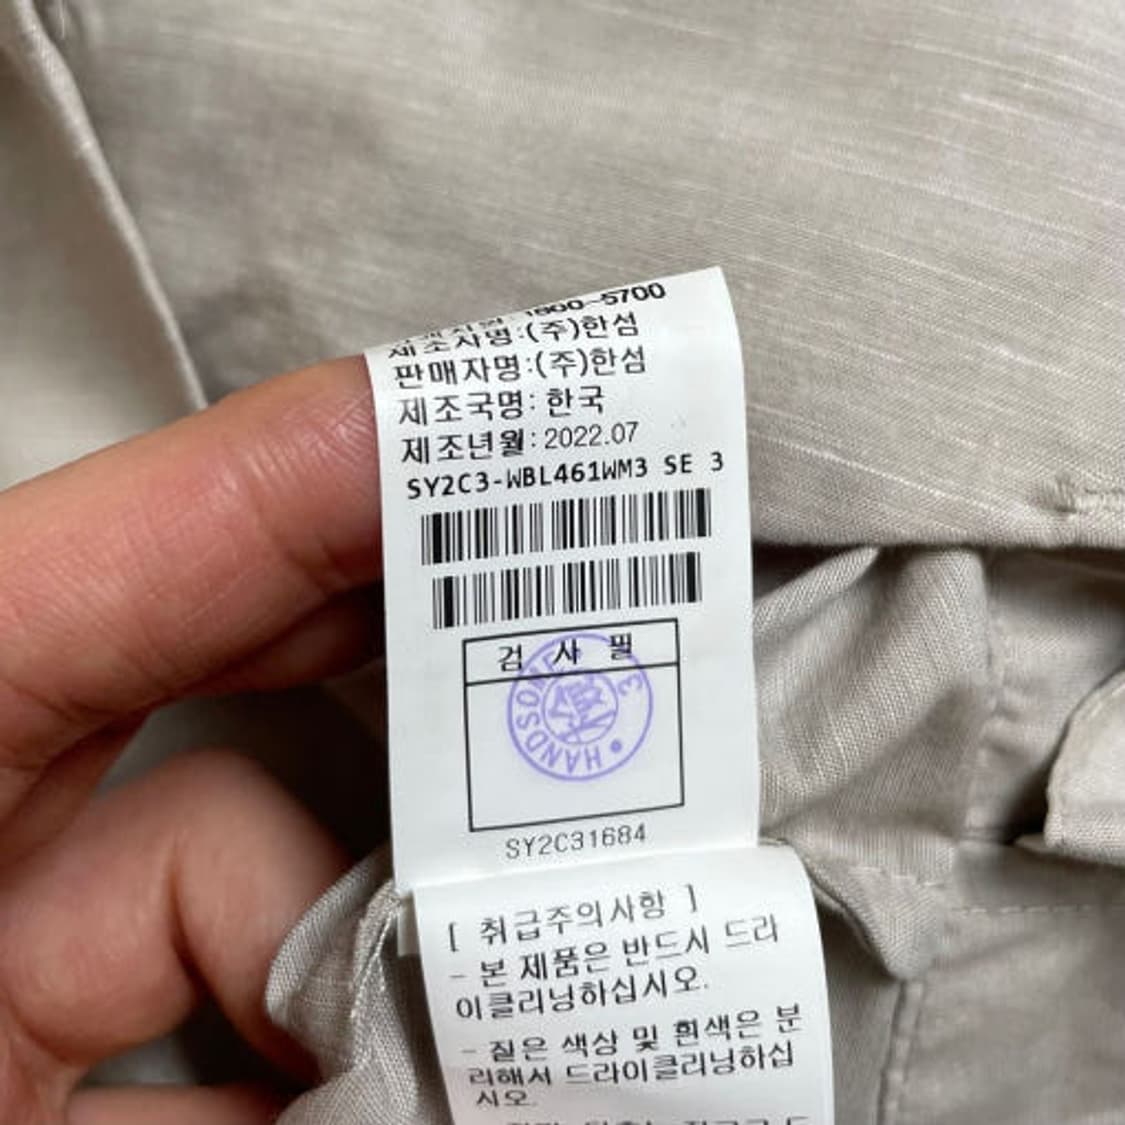 1800-5700
제조사명:(주)한섬
판매자명:(주)한섬
제조국명: 한국
제조년월: 2022.07
SY2C3-WBL461WM3 SE 3
검 사 필
HANDSOME 3
SY2C31684
[ 취급주의사항 ]
- 본 제품은 반드시 드라
이클리닝하십시오.
- 짙은 색상 및 흰색은 분
리해서 드라이클리닝하십
시오.